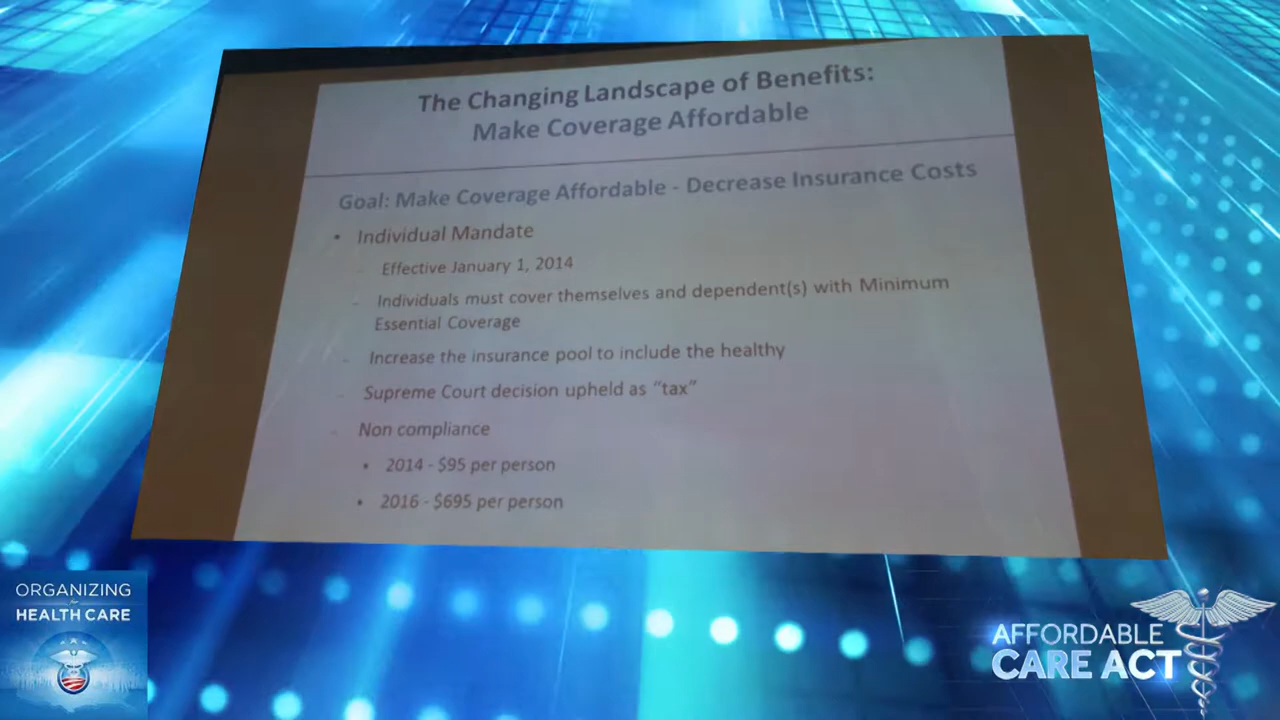 The Changing Landscape of Benefits:
Make Coverage Affordable
Goal: Make Coverage Affordable - Decrease Insurance Costs
• Individual Mandate
- Effective January 1, 2014
- Individuals must cover themselves and dependent(s) with Minimum
Essential Coverage
- Increase the insurance pool to include the healthy
- Supreme Court decision upheld as “tax”
- Non compliance
• 2014 - $95 per person
• 2016 - $695 per person
ORGANIZING
for
HEALTH CARE
AFFORDABLE
CARE ACT